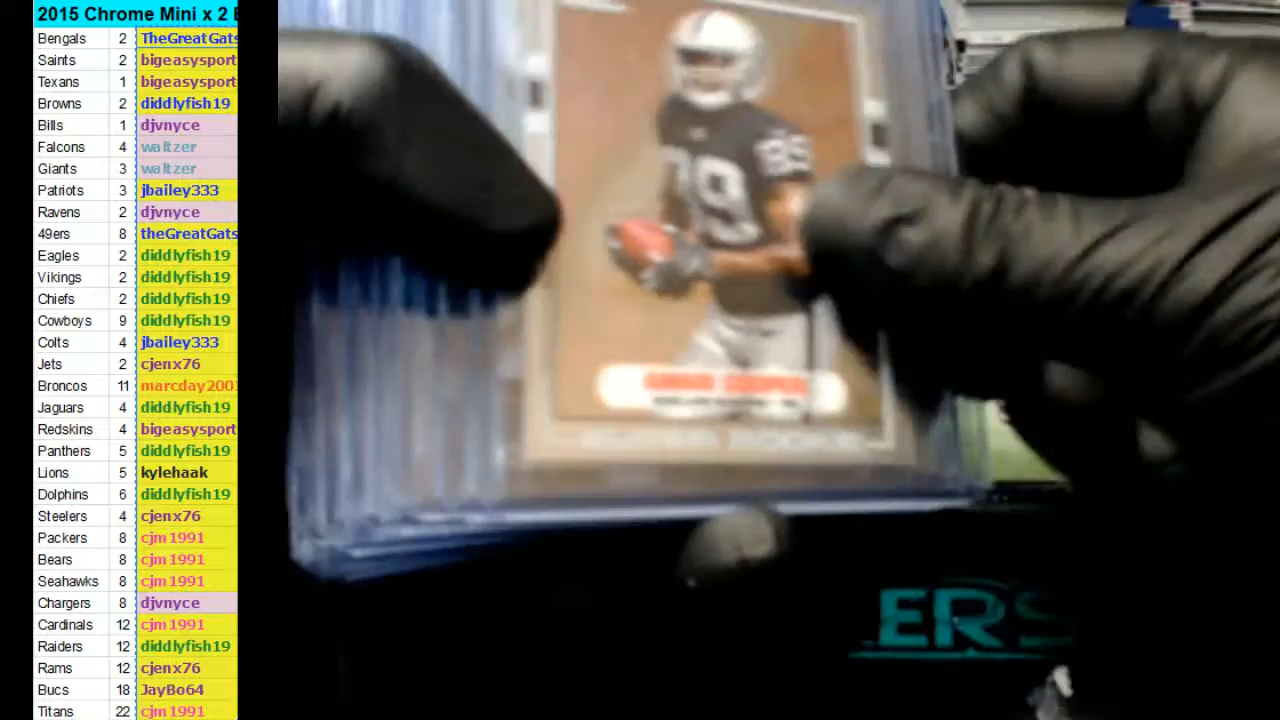 2015 Chrome Mini x 2 B
Bengals 2 TheGreatGats
Saints 2 bigeasysport
Texans 1 bigeasysport
Browns 2 diddlyfish19
Bills 1 djvnyce
Falcons 4 waltzer
Giants 3 waltzer
Patriots 3 jbailey333
Ravens 2 djvnyce
49ers 8 theGreatGats
Eagles 2 diddlyfish19
Vikings 2 diddlyfish19
Chiefs 2 diddlyfish19
Cowboys 9 diddlyfish19
Colts 4 jbailey333
Jets 2 cjenx76
Broncos 11 marcday200
Jaguars 4 diddlyfish19
Redskins 4 bigeasysport
Panthers 5 diddlyfish19
Lions 5 kylehaak
Dolphins 6 diddlyfish19
Steelers 4 cjenx76
Packers 8 cjm1991
Bears 8 cjm1991
Seahawks 8 cjm1991
Chargers 8 djvnyce
Cardinals 12 cjm1991
Raiders 12 diddlyfish19
Rams 12 cjenx76
Bucs 18 JayBo64
Titans 22 cjm1991
89
89
AMARI COOPER
ERS